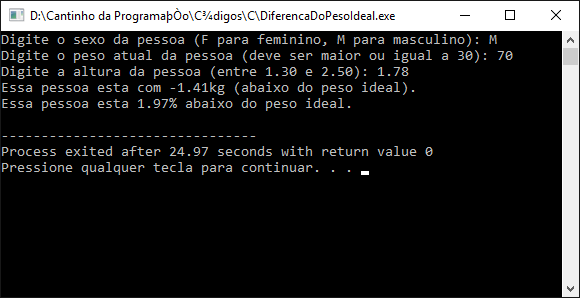 D:\Cantinho da ProgramaþÒo\C¾digos\C\DiferencaDoPesoIdeal.exe
Digite o sexo da pessoa (F para feminino, M para masculino): M
Digite o peso atual da pessoa (deve ser maior ou igual a 30): 70
Digite a altura da pessoa (entre 1.30 e 2.50): 1.78
Essa pessoa esta com -1.41kg (abaixo do peso ideal).
Essa pessoa esta 1.97% abaixo do peso ideal.
--------------------------------
Process exited after 24.97 seconds with return value 0
Pressione qualquer tecla para continuar. . .